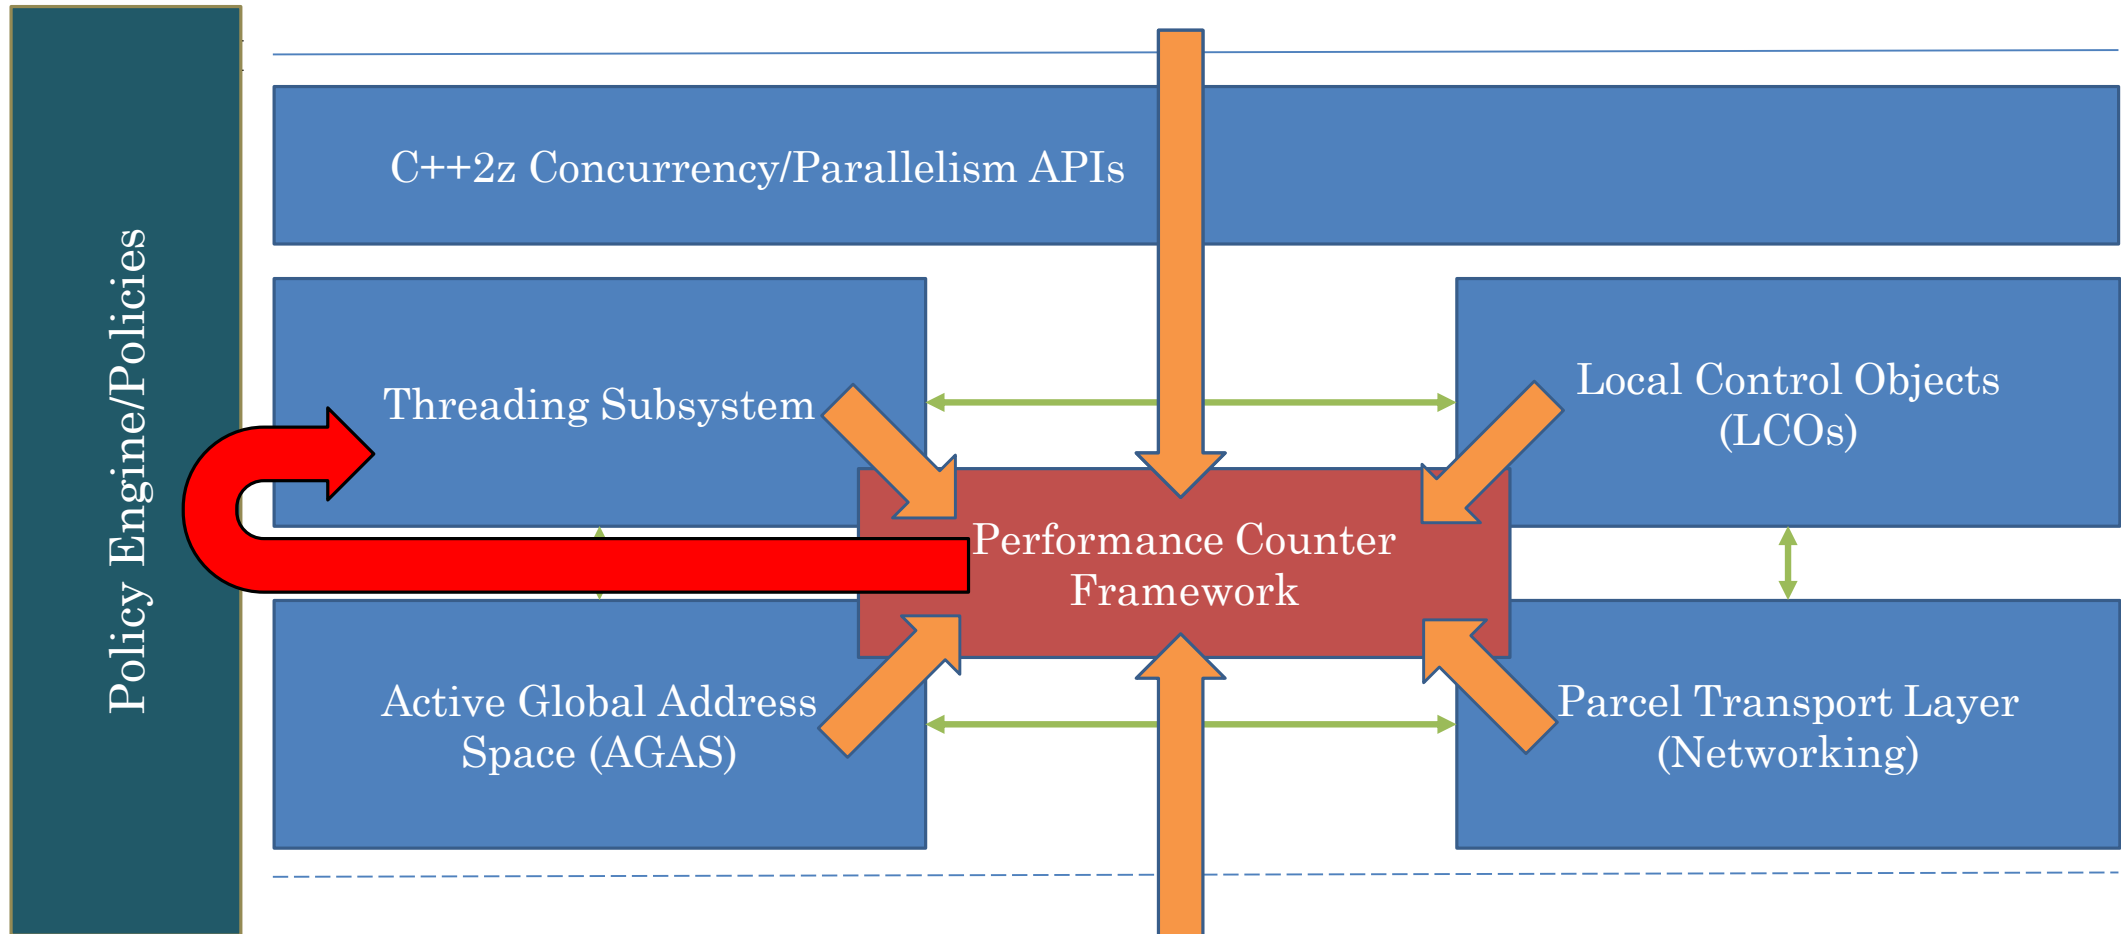 Policy Engine/Policies
C++2z Concurrency/Parallelism APIs
Threading Subsystem
Local Control Objects
(LCOs)
Performance Counter
Framework
Active Global Address
Space (AGAS)
Parcel Transport Layer
(Networking)